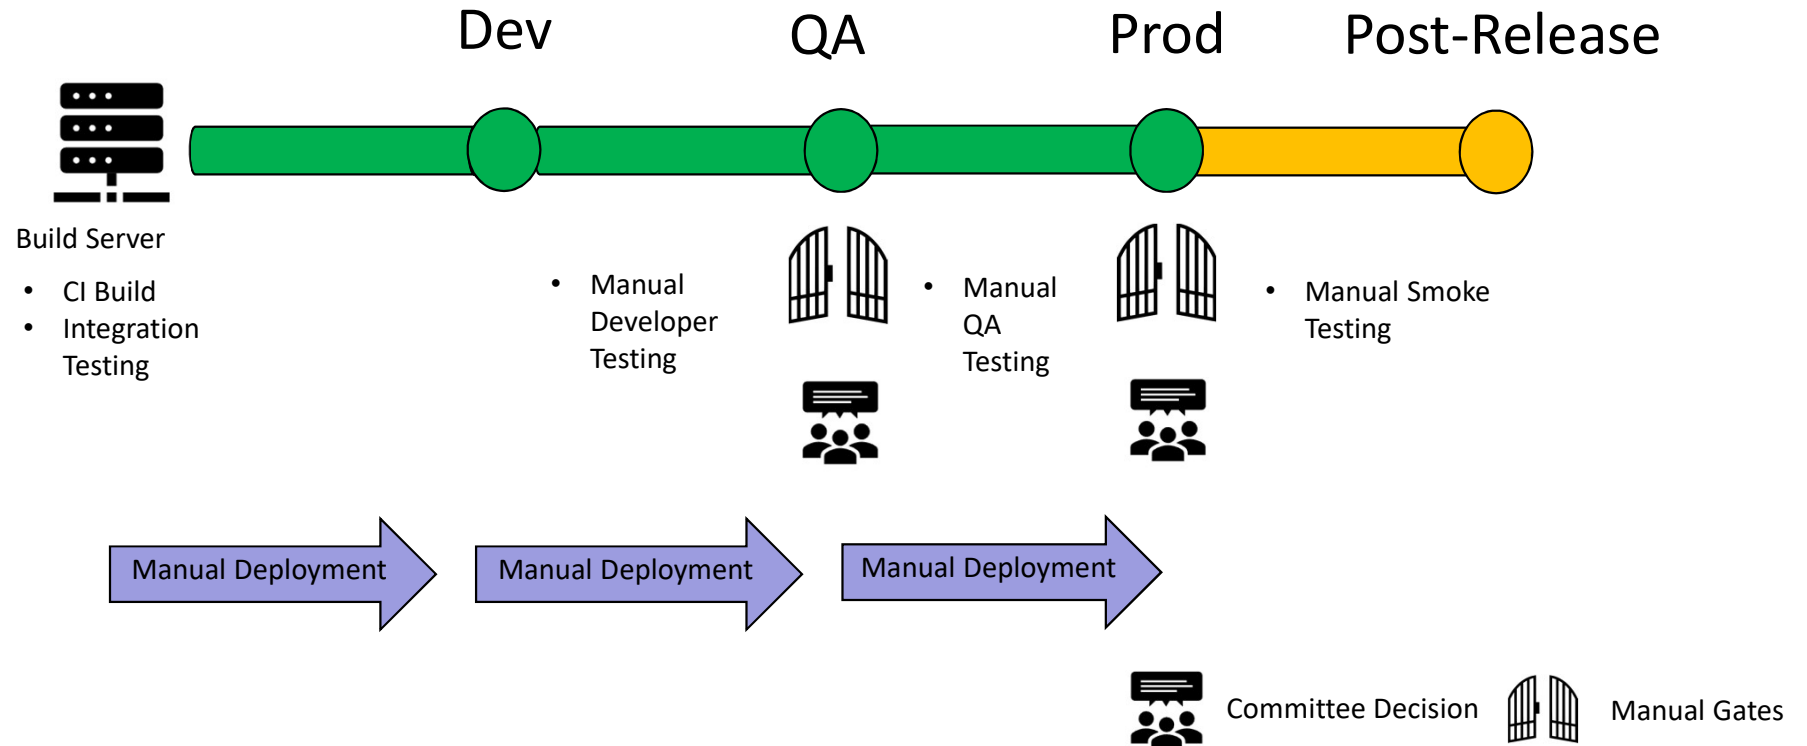 Dev
QA
Prod
Post-Release
Build Server
• CI Build
• Integration
Testing
• Manual
Developer
Testing
• Manual
QA
Testing
• Manual Smoke
Testing
Manual Deployment
Manual Deployment
Manual Deployment
Committee Decision
Manual Gates